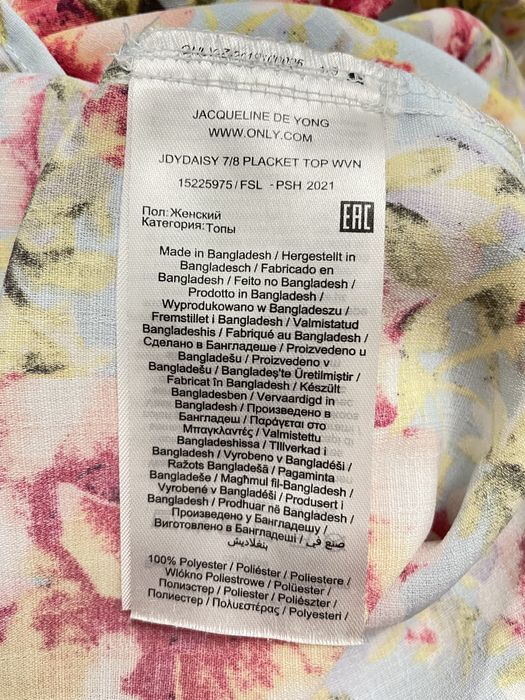 JACQUELINE DE YONG
WWW.ONLY.COM
JDYDAISY 7/8 PLACKET TOP WVN
15225975/FSL - PSH 2021
Пол: Женский
Категория: Топы
EAC
Made in Bangladesh / Hergestellt in
Bangladesch / Fabricado en
Bangladesh / Feito no Bangladesh /
Prodotto in Bangladesh /
Wyprodukowano w Bangladeszu /
Fremstillet i Bangladesh / Valmistatud
Bangladeshis / Fabriqué au Bangladesh /
Сделано в Бангладеше / Proizvedeno u
Bangladešu / Proizvedeno v
Bangladešu / Bangladeş'te Üretilmiştir /
Fabricat în Bangladesh / Készült
Bangladesben / Vervaardigd in
Bangladesh / Произведено в
Бангладеш / Παράγεται στο
Μπαγκλαντές / Valmistettu
Bangladeshissa / Tillverkad i
Bangladesh / Vyrobeno v Bangladéši /
Ražots Bangladešā / Pagaminta
Bangladeše / Magħmul fil-Bangladesh /
Vyrobené v Bangladéši / Produsert i
Bangladesh / Prodhuar në Bangladesh /
Произведено у Бангладешу /
Виготовлено в Бангладеші / صنع في
بنغلاديش
100% Polyester / Poliéster / Poliestere /
Włókno Poliestrowe / Polüester /
Полиэстер / Poliester / Poliészter /
Полиестер / Πολυεστέρας / Polyesteri /